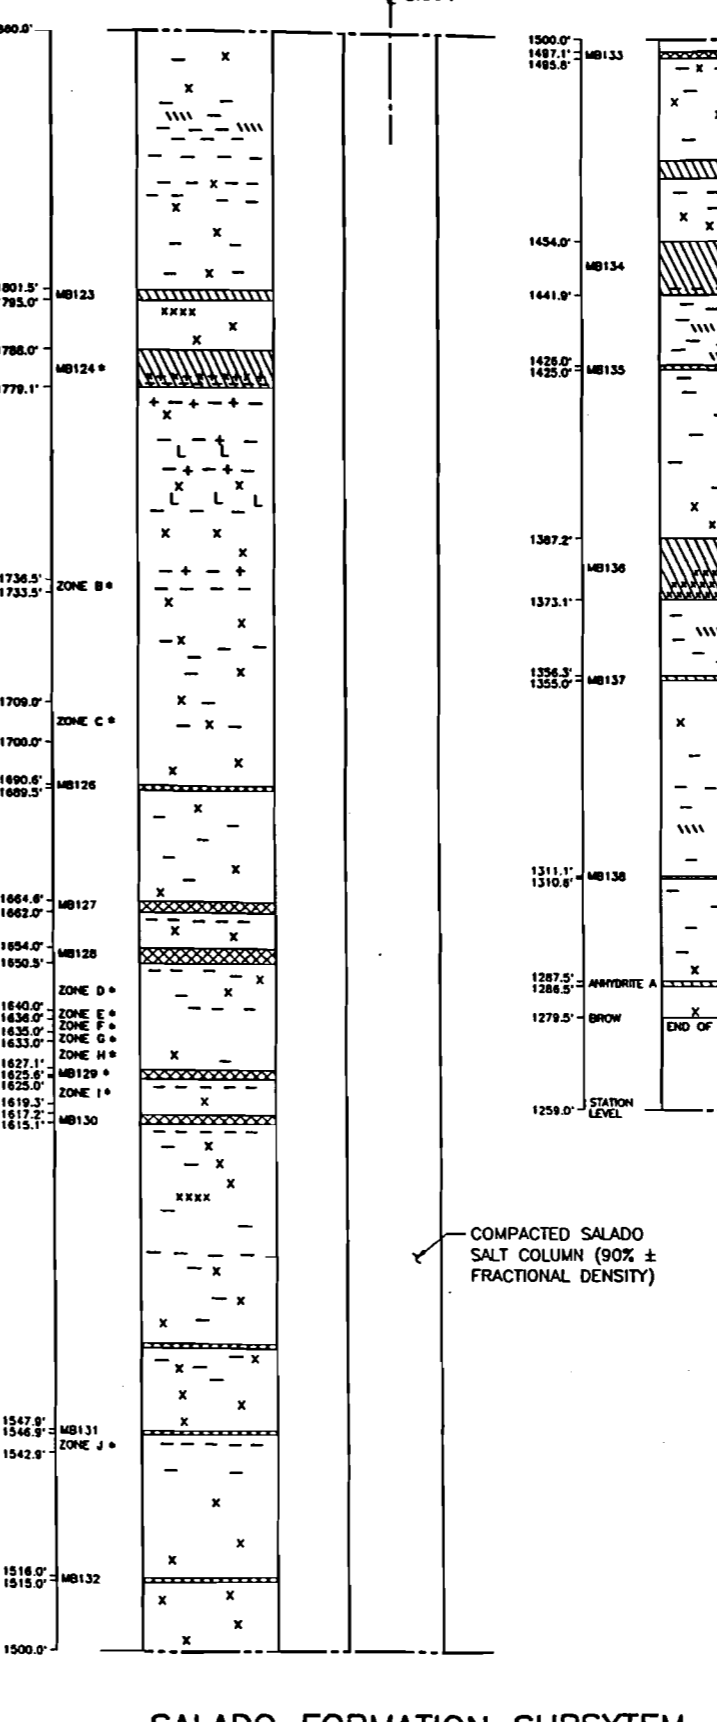 1801.5'
1795.0'
MB123
1788.0'
MB124*
1779.1'
1736.5'
1733.5'
ZONE B*
1709.0'
ZONE C*
1700.0'
1690.6'
1689.5'
MB126
1664.6'
MB127
1662.0'
1654.0'
MB128
1650.5'
ZONE D*
1640.0'
ZONE E*
1636.0'
ZONE F*
1635.0'
ZONE G*
1633.0'
ZONE H*
1627.1'
1625.6'
MB129*
1625.0'
ZONE I*
1619.3'
1617.2'
MB130
1615.1'
1547.9'
1546.9'
MB131
ZONE J*
1542.9'
1516.0'
1515.0'
MB132
1500.0'
1500.0'
1497.1'
MB133
1495.8'
1454.0'
MB134
1441.9'
1426.0'
1425.0'
MB135
1387.2'
MB136
1373.1'
1356.3'
1355.0'
MB137
1311.1'
1310.6'
MB138
1287.5'
1286.5'
ANHYDRITE A
1279.5'
BROW
END OF
1259.0'
STATION
LEVEL
COMPACTED SALADO
SALT COLUMN (90% ±
FRACTIONAL DENSITY)
SALADO FORMATION SUBSYTEM